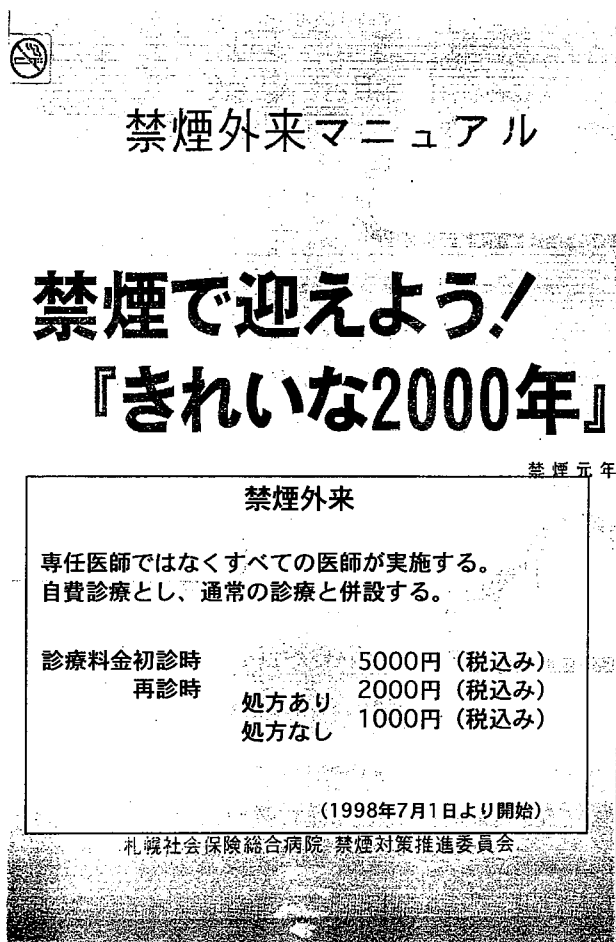 禁煙外来マニュアル
禁煙で迎えよう!
『きれいな2000年』
禁煙元年
禁煙外来
専任医師ではなくすべての医師が実施する。
自費診療とし、通常の診療と併設する。
診療料金初診時 5000円(税込み)
再診時 処方あり 2000円(税込み)
処方なし 1000円(税込み)
(1998年7月1日より開始)
札幌社会保険総合病院 禁煙対策推進委員会